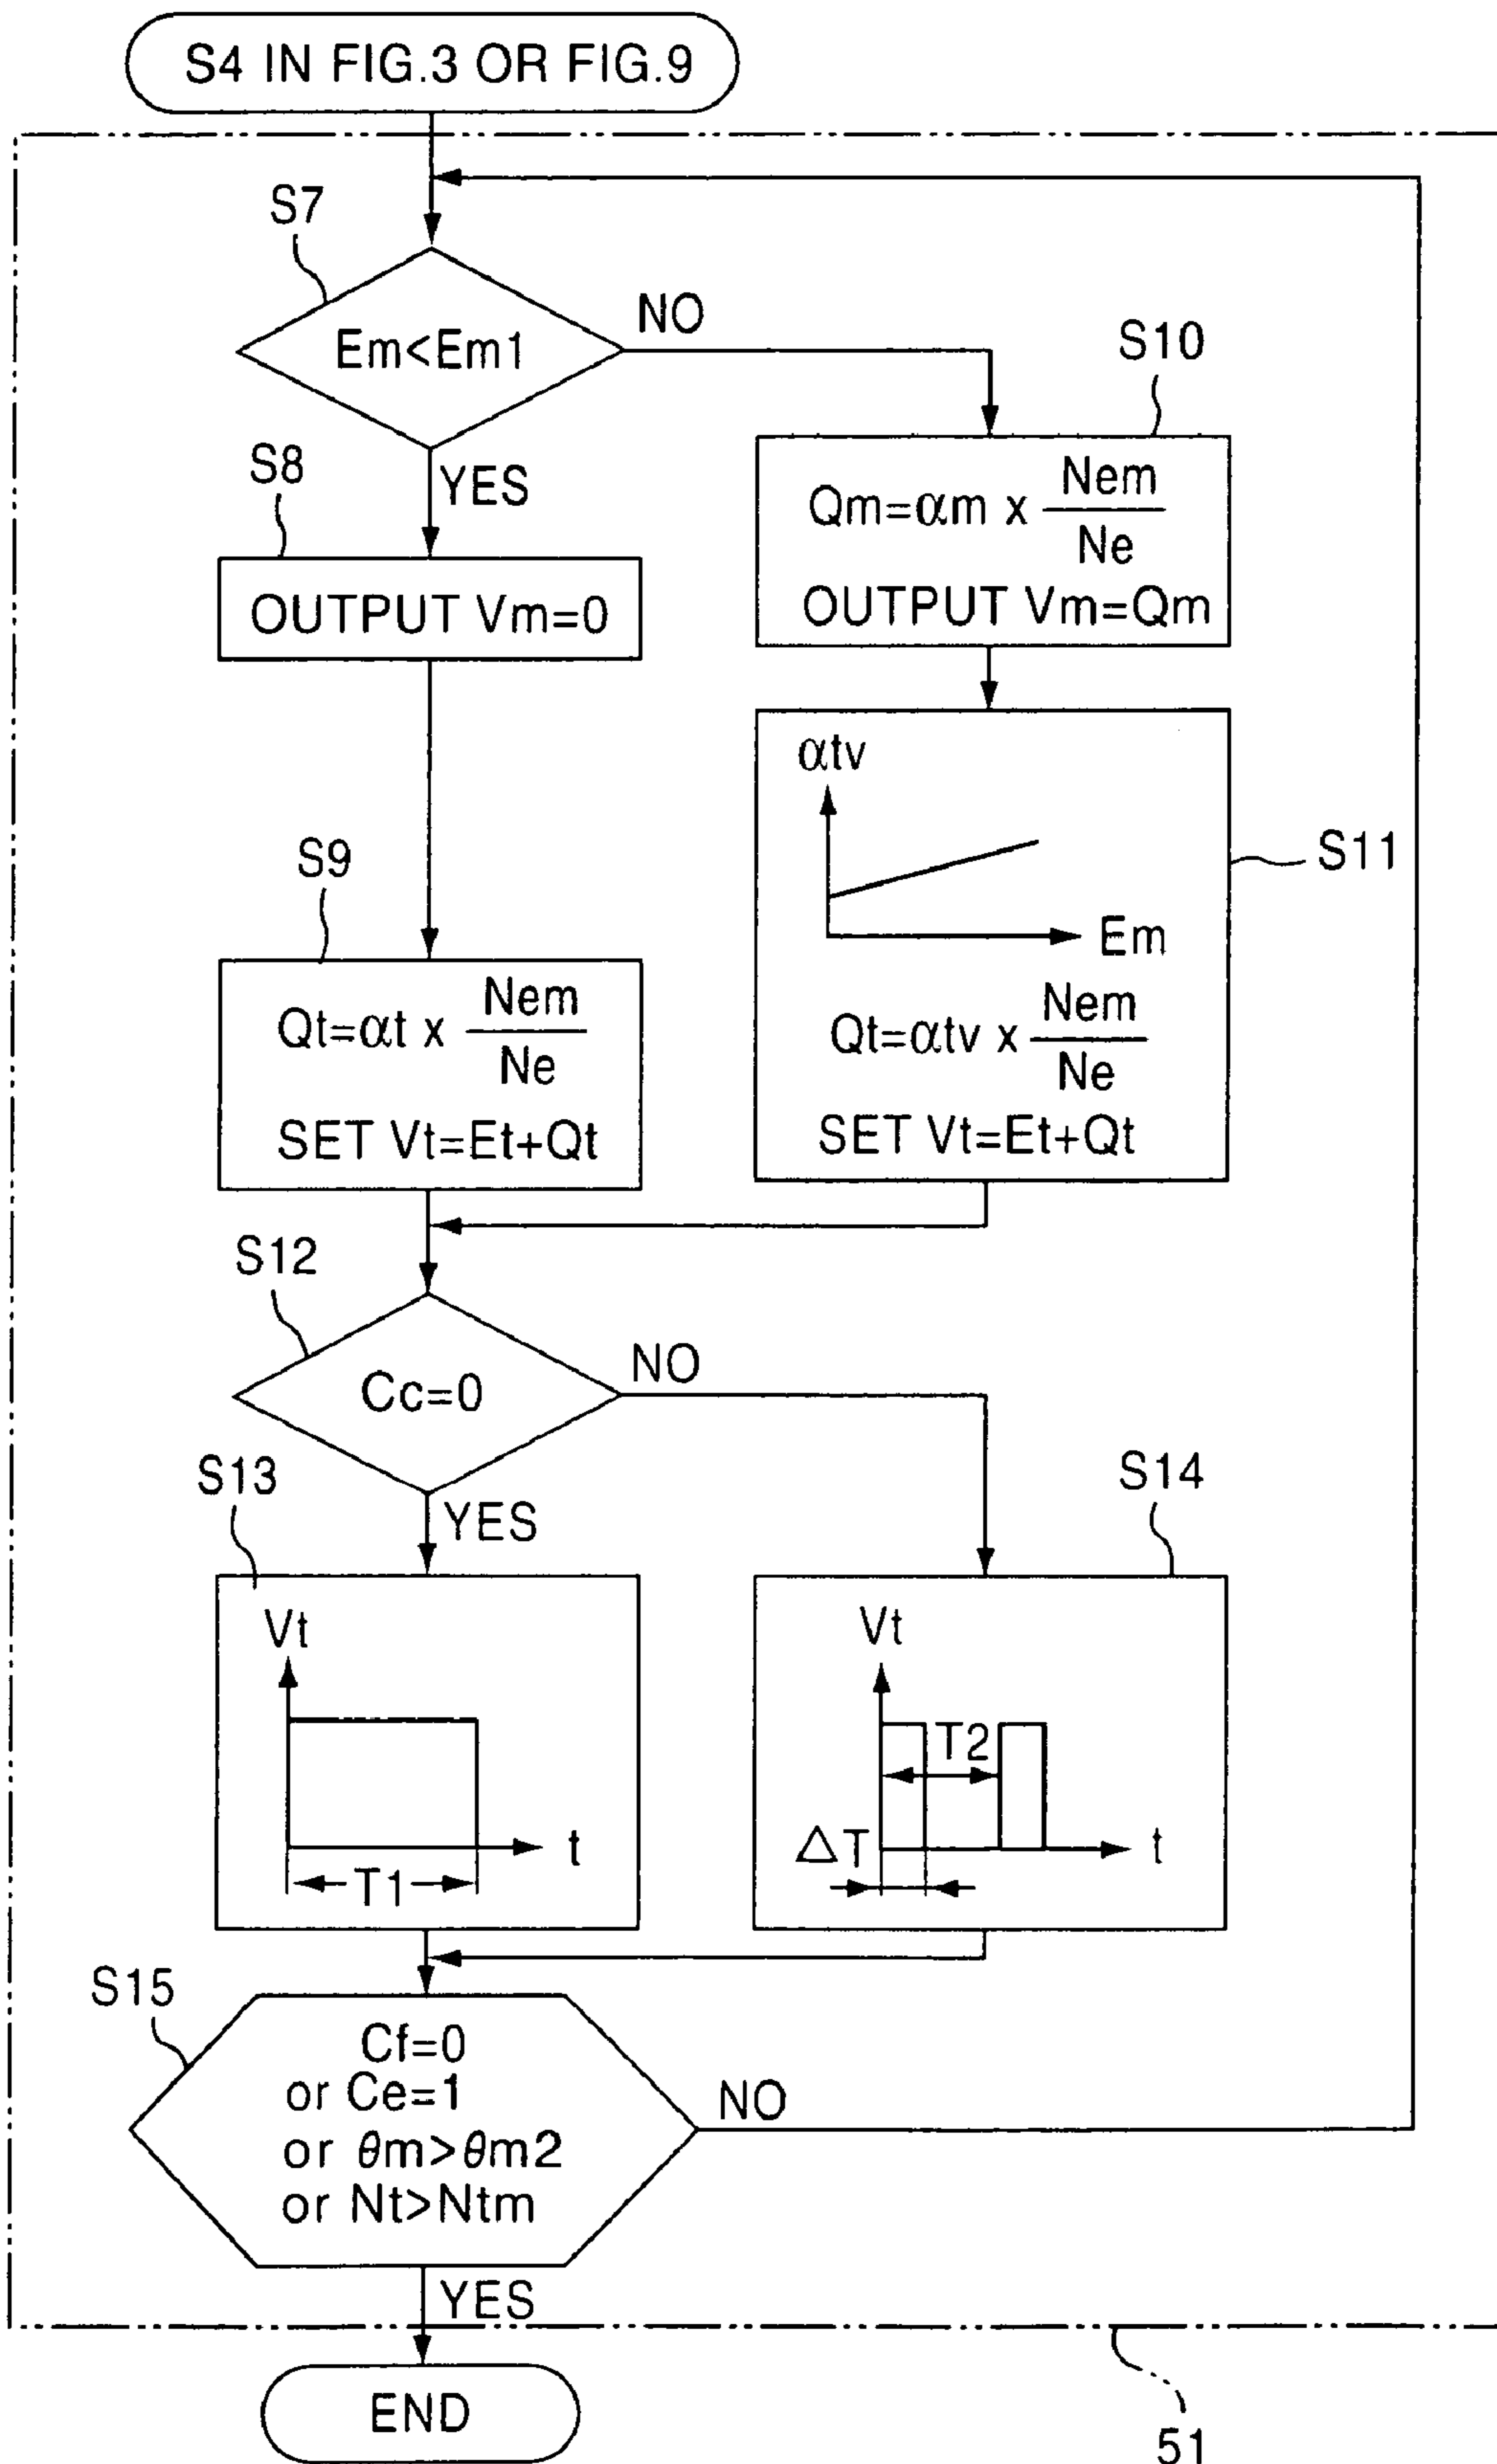 S4 IN FIG.3 OR FIG.9
S7
Em<Em1
NO
YES
S8
OUTPUT Vm=0
S10
Qm=αm x Nem/Ne
OUTPUT Vm=Qm
S11
αtv
Em
Qt=αtv x Nem/Ne
SET Vt=Et+Qt
S9
Qt=αt x Nem/Ne
SET Vt=Et+Qt
S12
Cc=0
NO
YES
S13
Vt
t
T1
S14
Vt
T2
ΔT
t
S15
Cf=0
or Ce=1
or θm>θm2
or Nt>Ntm
NO
YES
END
51